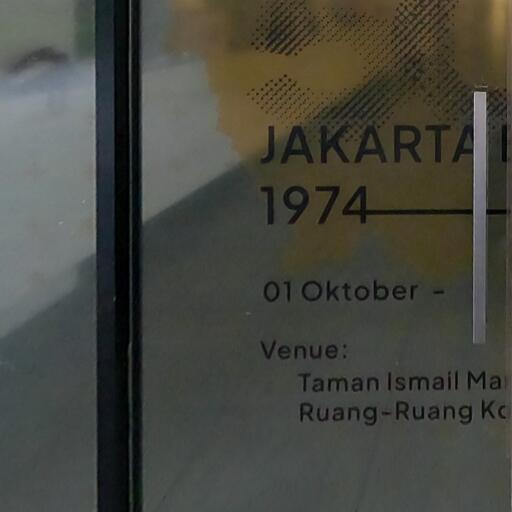 JAKARTA
1974
01 Oktober -
Venue:
Taman Ismail
Ruang-Ruang